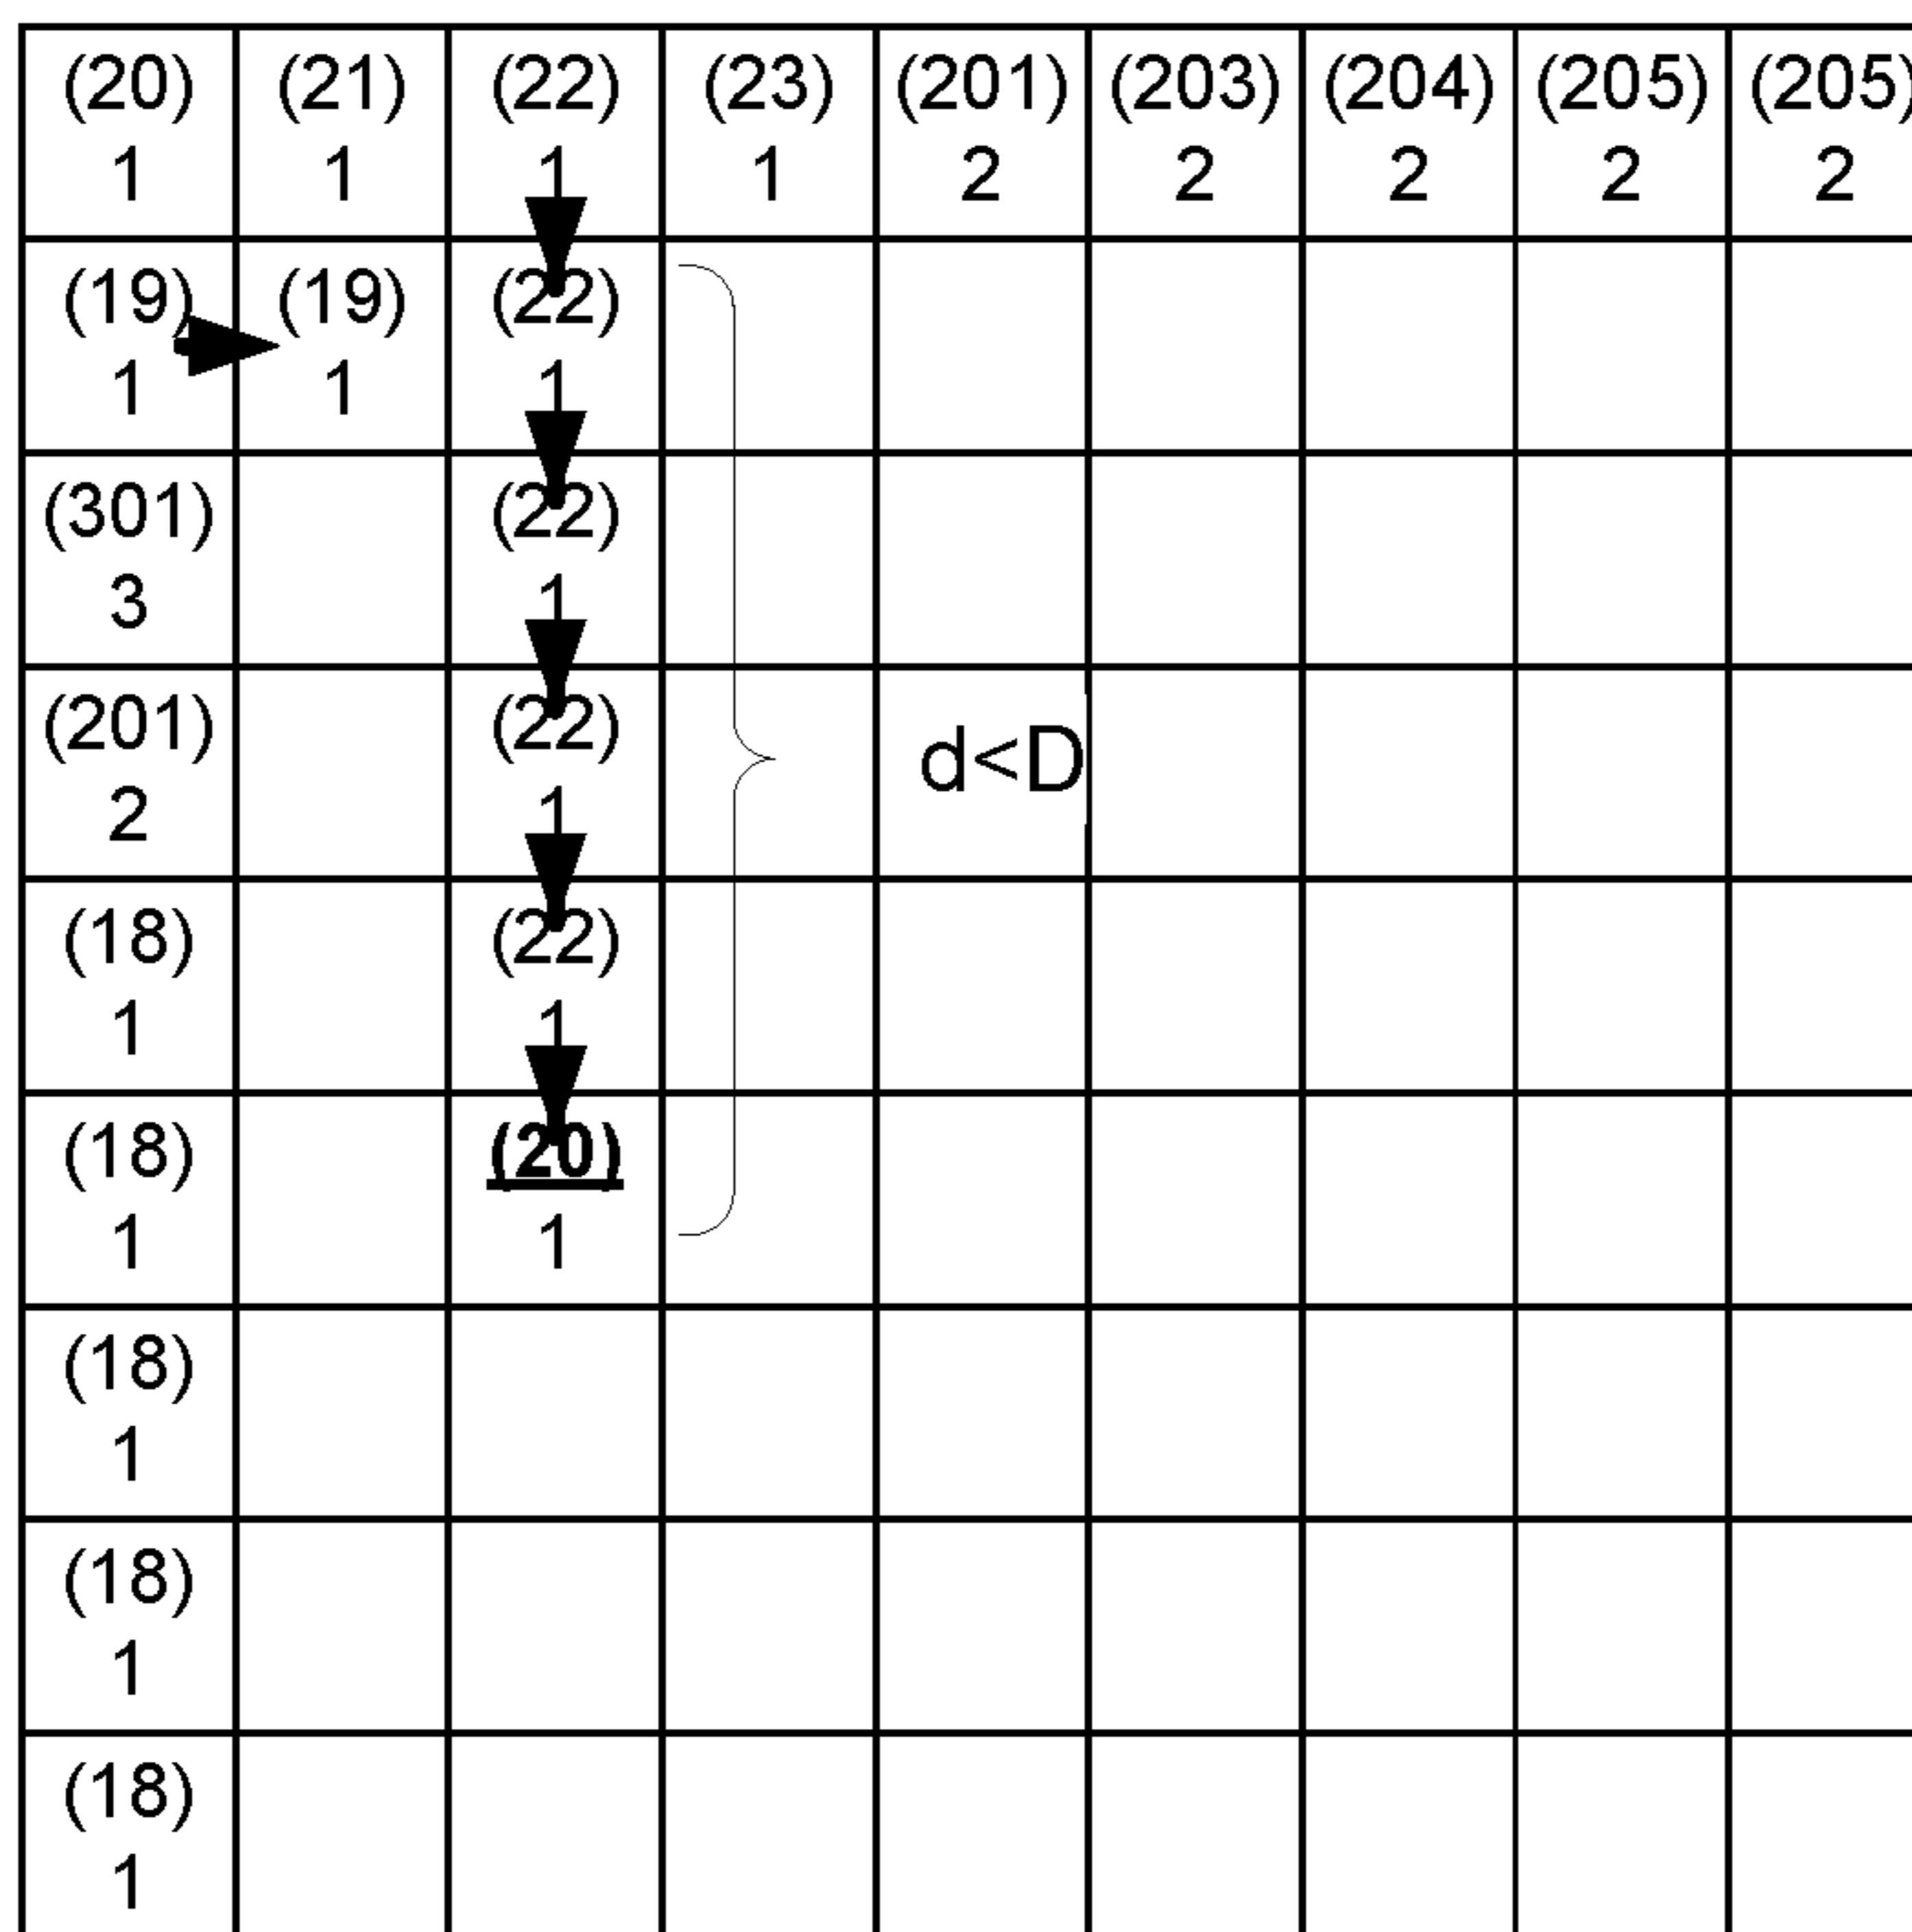 (20) (21) (22) (23) (201) (203) (204) (205) (205)
1 1 1 1 2 2 2 2 2
(19) (19) (22)
1 1 1
(301) (22)
3 1
(201) (22)
d<D
2 1
(18) (22)
1 1
(18) (20)
1 1
(18)
1
(18)
1
(18)
1